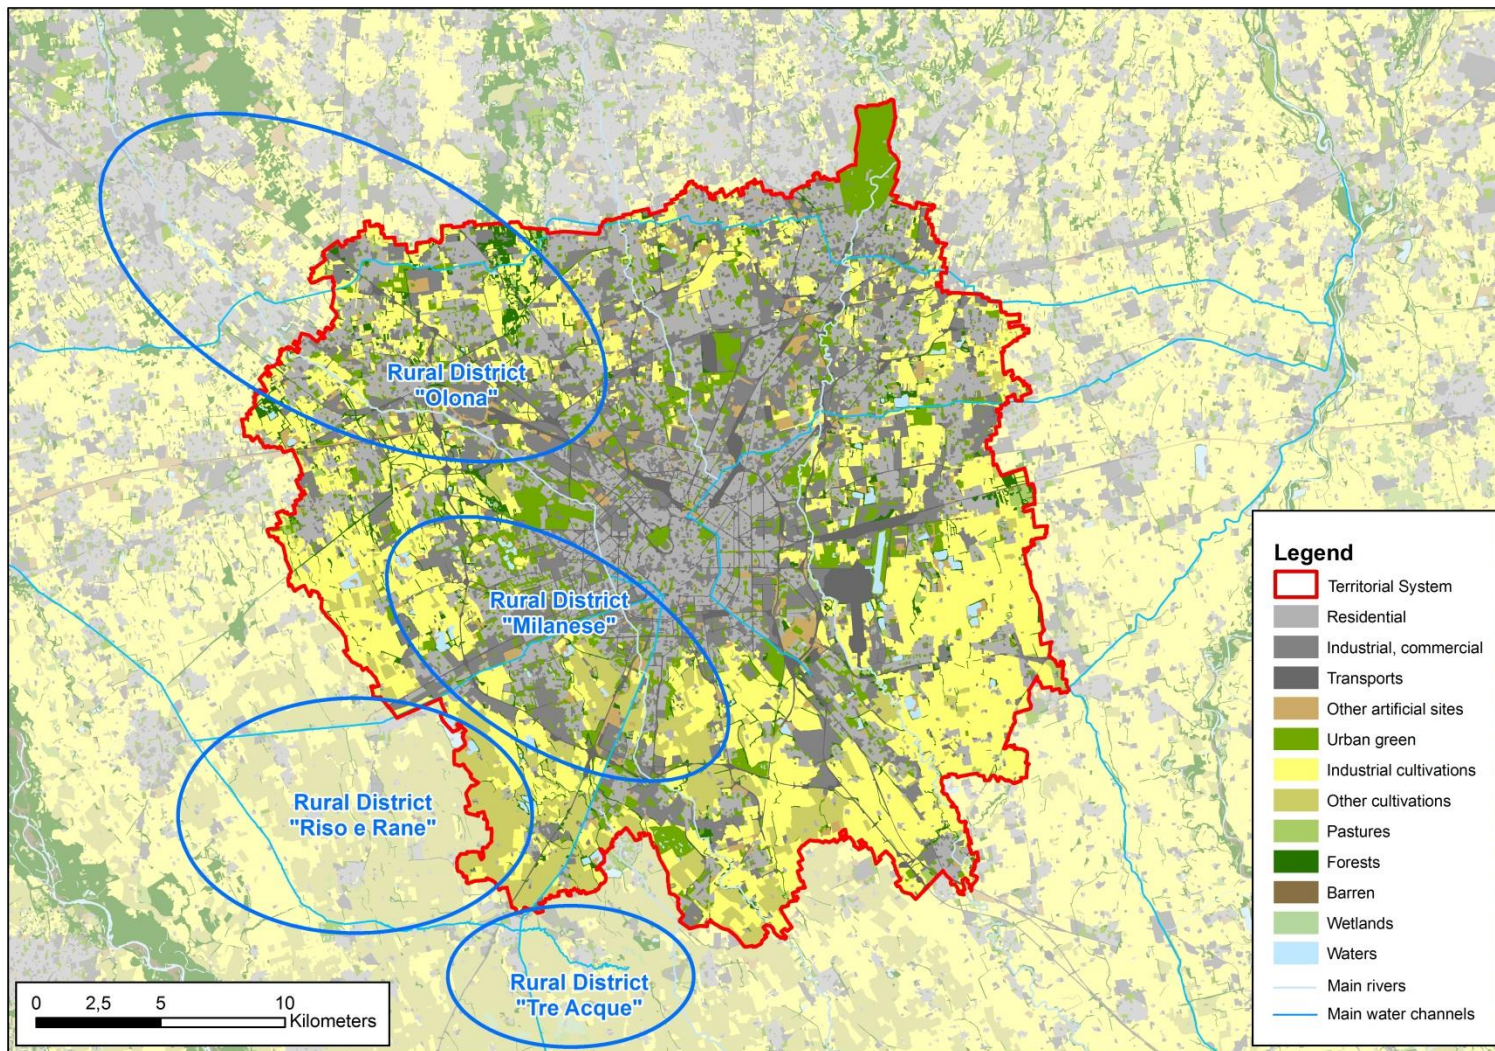 Rural District
"Olona"
Rural District
"Milanese"
Rural District
"Riso e Rane"
Rural District
"Tre Acque"
0 2,5 5 10
Kilometers
Legend
Territorial System
Residential
Industrial, commercial
Transports
Other artificial sites
Urban green
Industrial cultivations
Other cultivations
Pastures
Forests
Barren
Wetlands
Waters
Main rivers
Main water channels